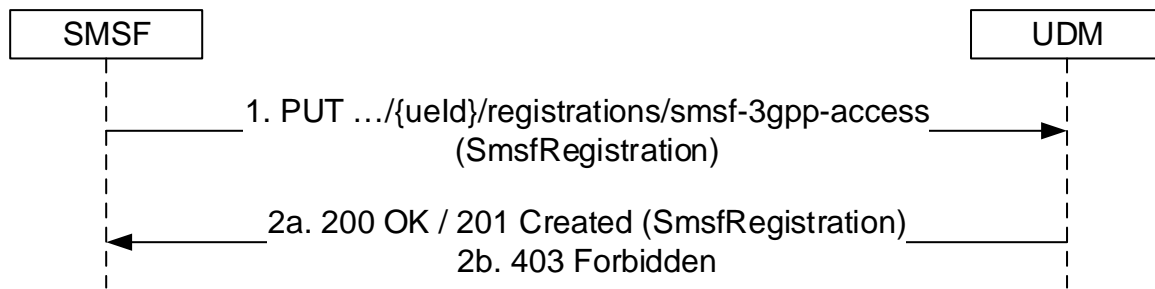 SMSF
UDM
1. PUT …/{ueId}/registrations/smsf-3gpp-access
(SmsfRegistration)
2a. 200 OK / 201 Created (SmsfRegistration)
2b. 403 Forbidden